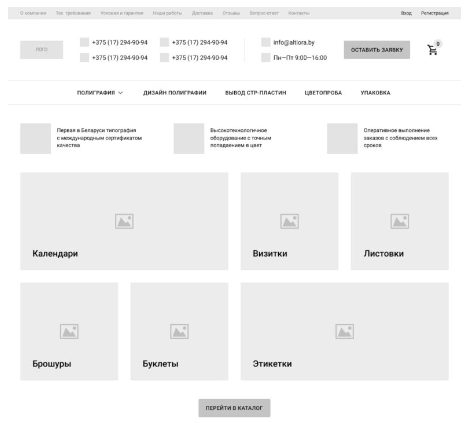 О компании Тех. требования Условия и гарантии Наши работы Доставка Отзывы Вопрос-ответ Контакты Вход Регистрация
ЛОГО
+375 (17) 294-90-94 +375 (17) 294-90-94 info@altiora.by
+375 (17) 294-90-94 +375 (17) 294-90-94 Пн—Пт 9:00—16:00
ОСТАВИТЬ ЗАЯВКУ
0
ПОЛИГРАФИЯ ДИЗАЙН ПОЛИГРАФИИ ВЫВОД CTP-ПЛАСТИН ЦВЕТОПРОБА УПАКОВКА
Первая в Беларуси типография
с международным сертификатом
качества
Высокотехнологичное
оборудование с точным
попаданием в цвет
Оперативное выполнение
заказов с соблюдением всех
сроков
Календари Визитки Листовки
Брошуры Буклеты Этикетки
ПЕРЕЙТИ В КАТАЛОГ